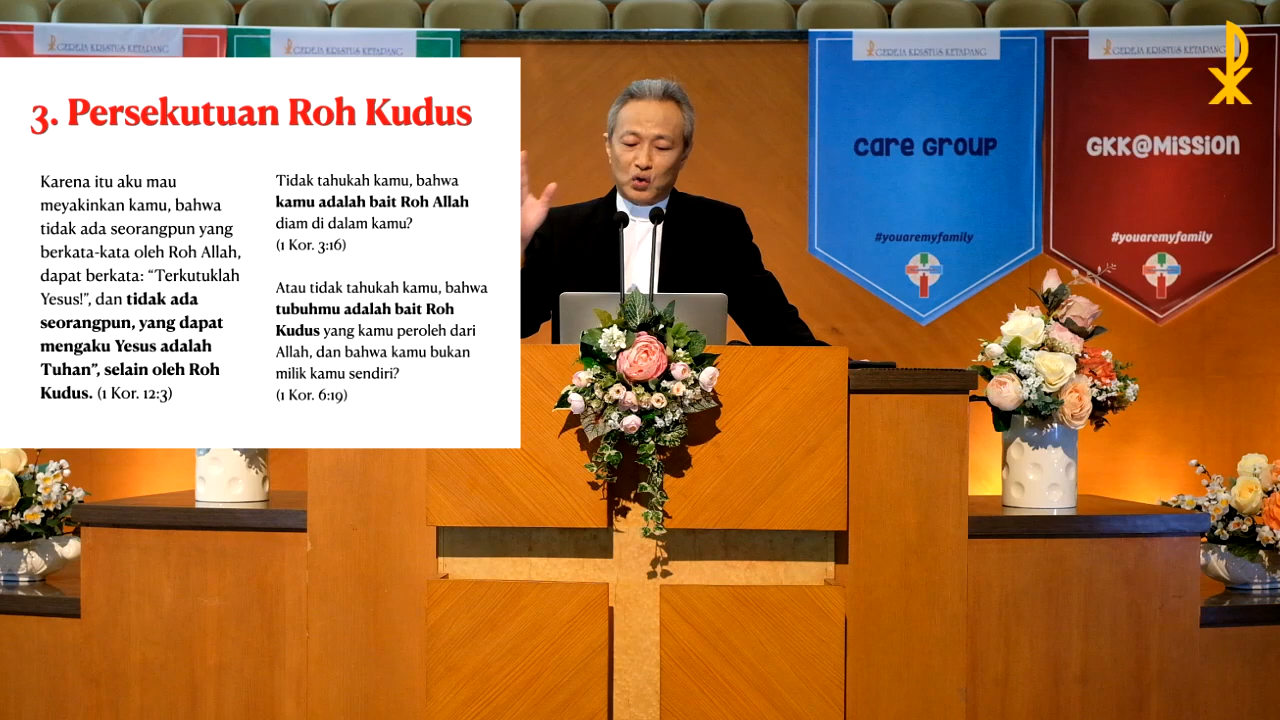 GEREJA KRISTUS KETAPANG
GEREJA KRISTUS KETAPANG
GEREJA KRISTUS KETAPANG
GEREJA KRISTUS KETAPANG
3. Persekutuan Roh Kudus
Karena itu aku mau
meyakinkan kamu, bahwa
tidak ada seorangpun yang
berkata-kata oleh Roh Allah,
dapat berkata: “Terkutuklah
Yesus!”, dan tidak ada
seorangpun, yang dapat
mengaku Yesus adalah
Tuhan”, selain oleh Roh
Kudus. (1 Kor. 12:3)
Tidak tahukah kamu, bahwa
kamu adalah bait Roh Allah
diam di dalam kamu?
(1 Kor. 3:16)
Atau tidak tahukah kamu, bahwa
tubuhmu adalah bait Roh
Kudus yang kamu peroleh dari
Allah, dan bahwa kamu bukan
milik kamu sendiri?
(1 Kor. 6:19)
Care Group
#youaremyfamily
GKK@Mission
#youaremyfamily